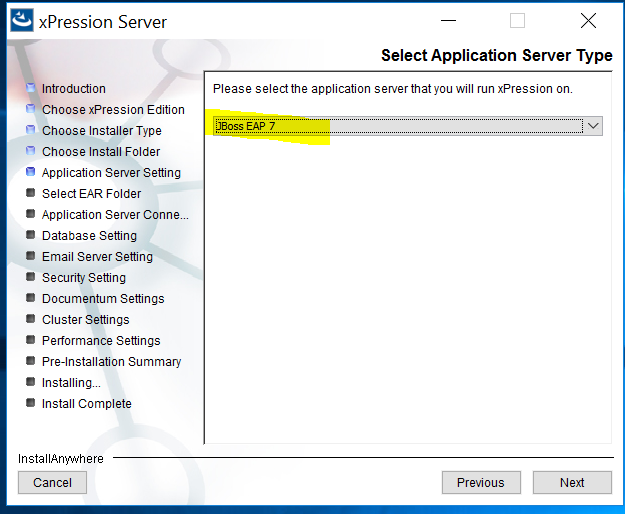 xPression Server
Select Application Server Type
Introduction
Choose xPression Edition
Choose Installer Type
Choose Install Folder
Application Server Setting
Select EAR Folder
Application Server Conne...
Database Setting
Email Server Setting
Security Setting
Documentum Settings
Cluster Settings
Performance Settings
Pre-Installation Summary
Installing...
Install Complete
Please select the application server that you will run xPression on.
JBoss EAP 7
InstallAnywhere
Cancel
Previous
Next